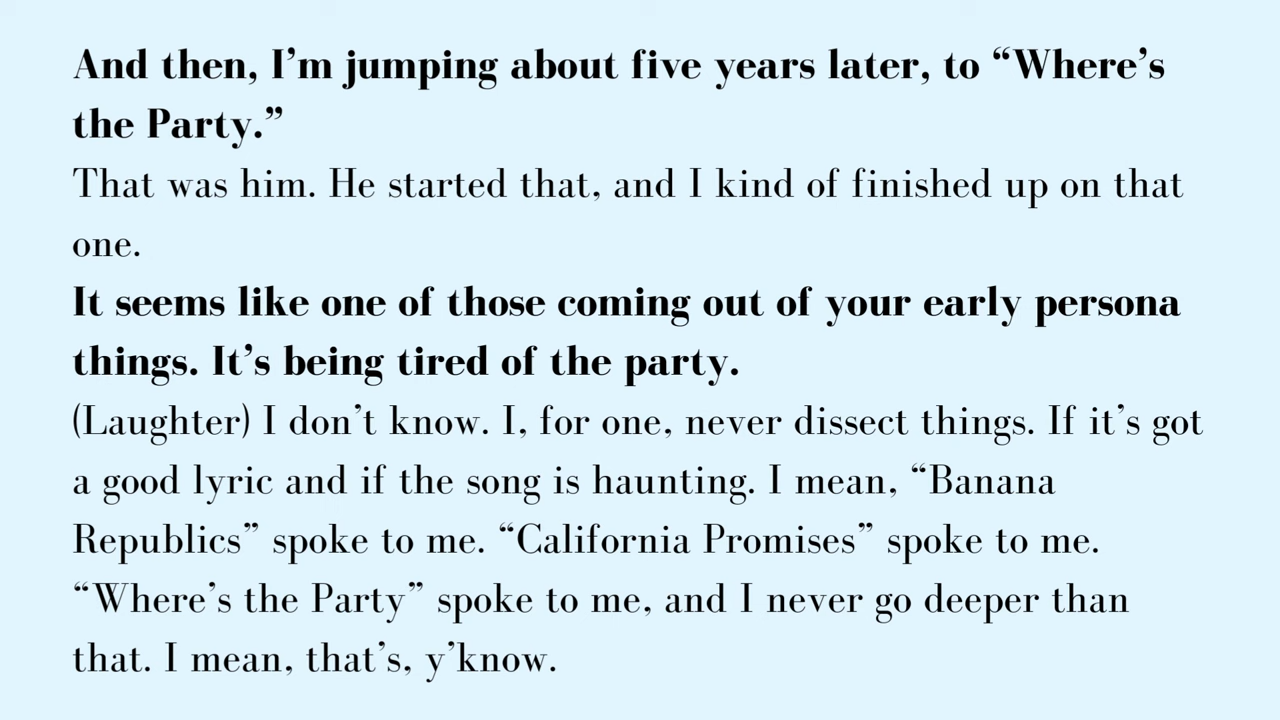 And then, I’m jumping about five years later, to “Where’s
the Party.”
That was him. He started that, and I kind of finished up on that
one.
It seems like one of those coming out of your early persona
things. It’s being tired of the party.
(Laughter) I don’t know. I, for one, never dissect things. If it’s got
a good lyric and if the song is haunting. I mean, “Banana
Republics” spoke to me. “California Promises” spoke to me.
“Where’s the Party” spoke to me, and I never go deeper than
that. I mean, that’s, y’know.